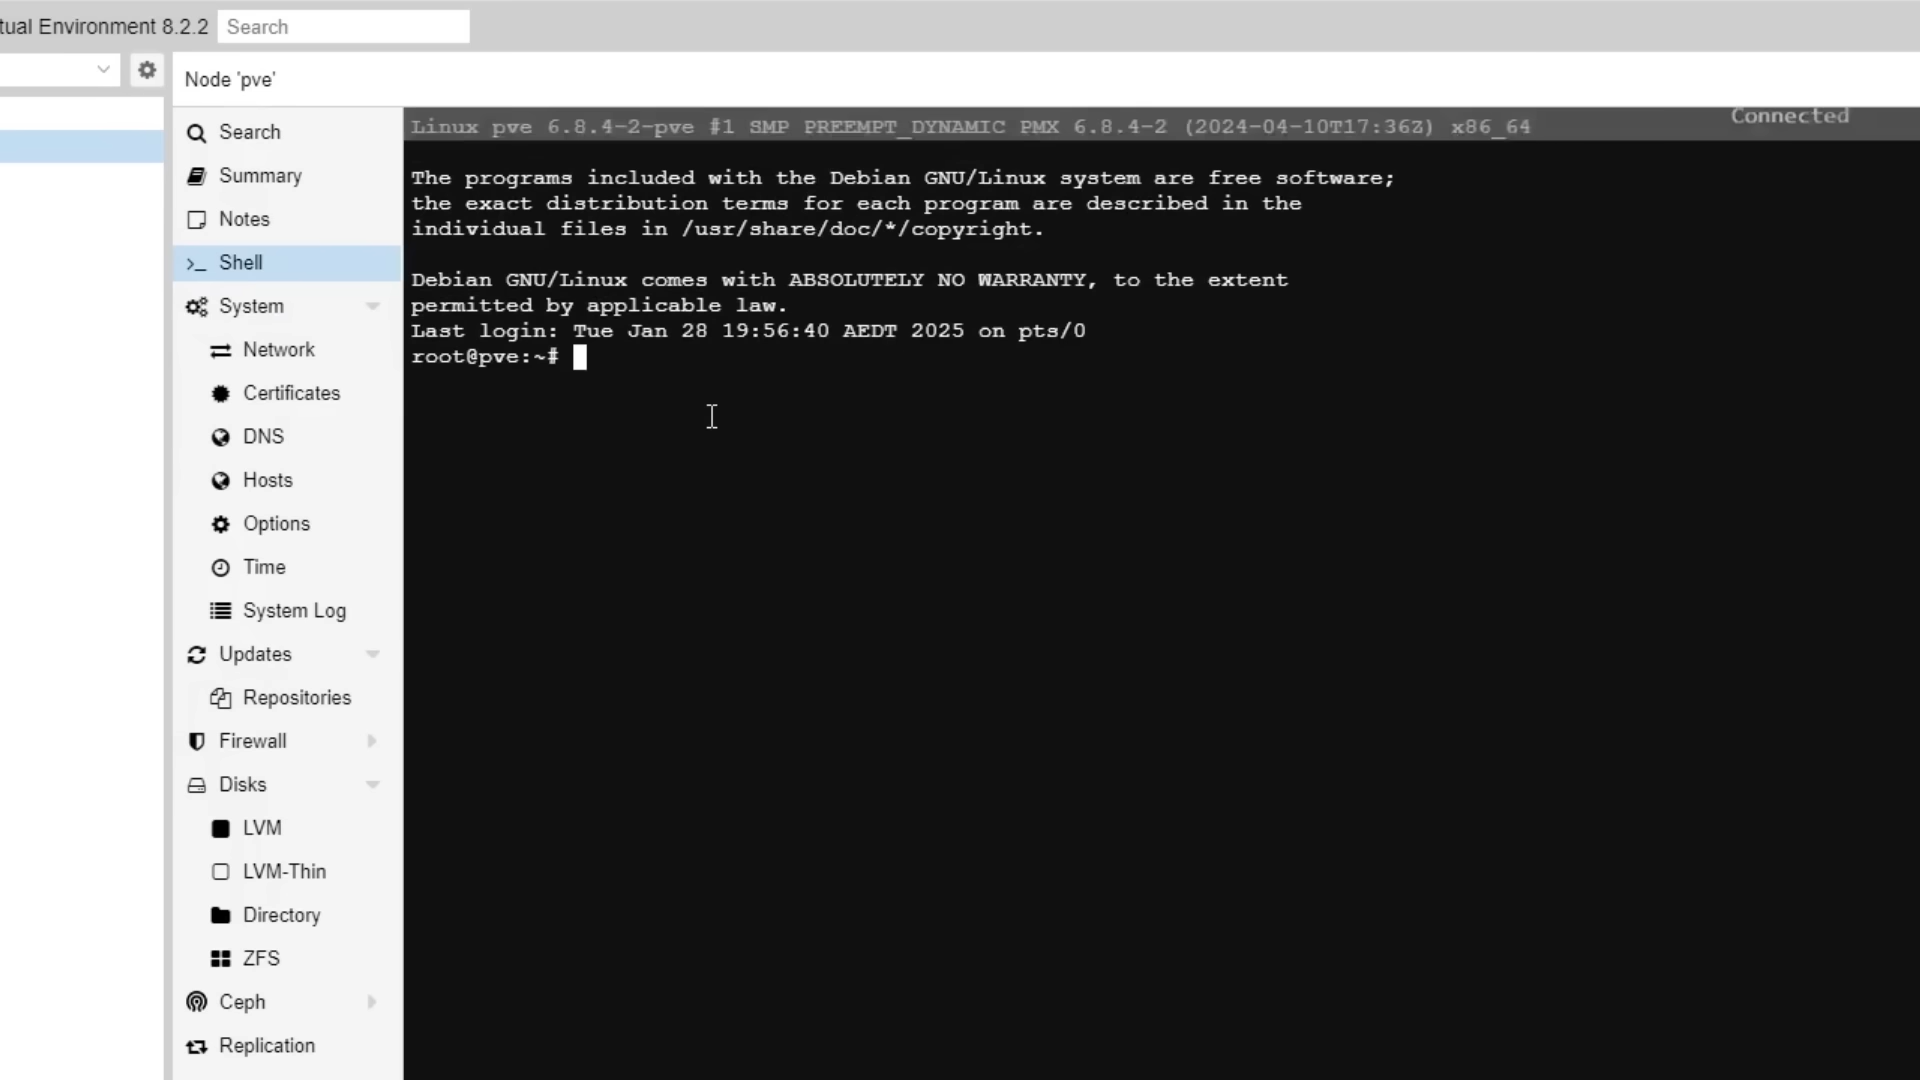 tual Environment 8.2.2
Search
Node 'pve'
Search
Summary
Notes
Shell
System
Network
Certificates
DNS
Hosts
Options
Time
System Log
Updates
Repositories
Firewall
Disks
LVM
LVM-Thin
Directory
ZFS
Ceph
Replication
Connected
Linux pve 6.8.4-2-pve #1 SMP PREEMPT_DYNAMIC PMX 6.8.4-2 (2024-04-10T17:36Z) x86_64
The programs included with the Debian GNU/Linux system are free software;
the exact distribution terms for each program are described in the
individual files in /usr/share/doc/*/copyright.
Debian GNU/Linux comes with ABSOLUTELY NO WARRANTY, to the extent
permitted by applicable law.
Last login: Tue Jan 28 19:56:40 AEDT 2025 on pts/0
root@pve:~#